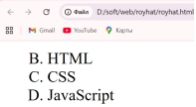 Файл D:/soft/web/royhat/royhat.html
Gmail YouTube Карты
B. HTML
C. CSS
D. JavaScript